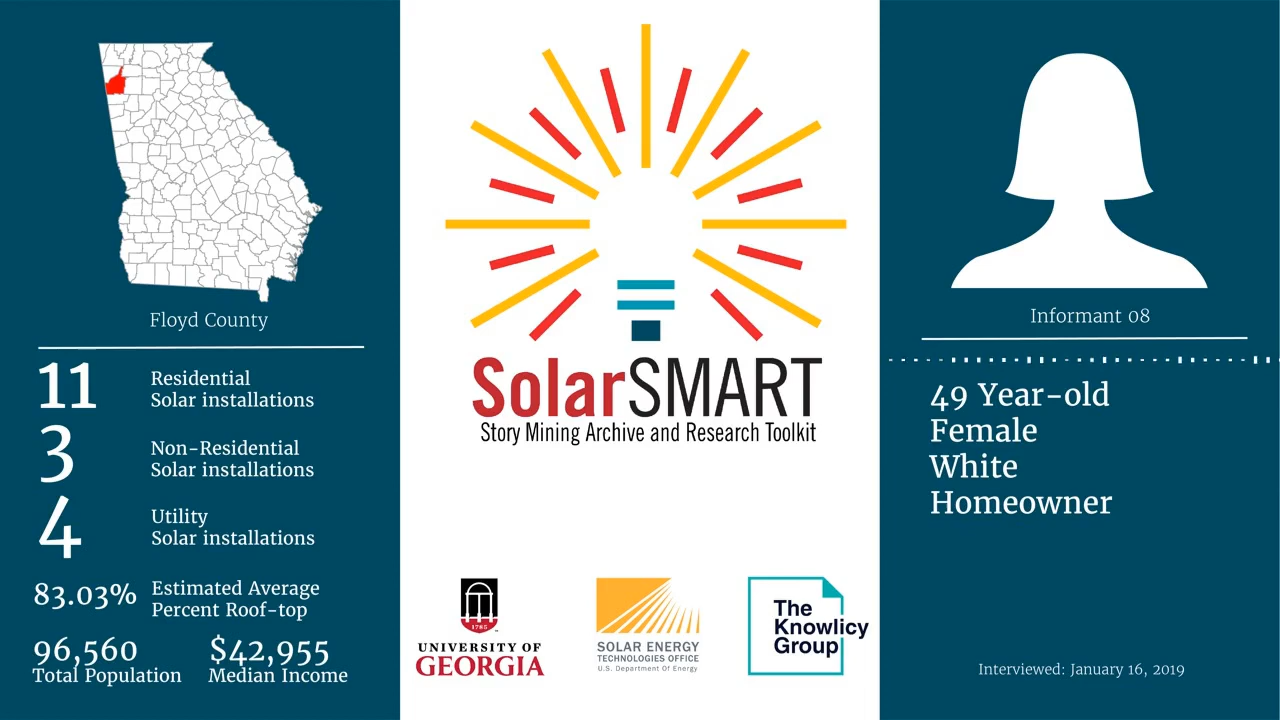 Floyd County
11
Residential
Solar installations
3
Non-Residential
Solar installations
4
Utility
Solar installations
83.03%
Estimated Average
Percent Roof-top
96,560
Total Population
$42,955
Median Income
SolarSMART
Story Mining Archive and Research Toolkit
1785
UNIVERSITY OF
GEORGIA
SOLAR ENERGY
TECHNOLOGIES OFFICE
U.S. Department Of Energy
The
Knowlicy
Group
Informant 08
49 Year-old
Female
White
Homeowner
Interviewed: January 16, 2019